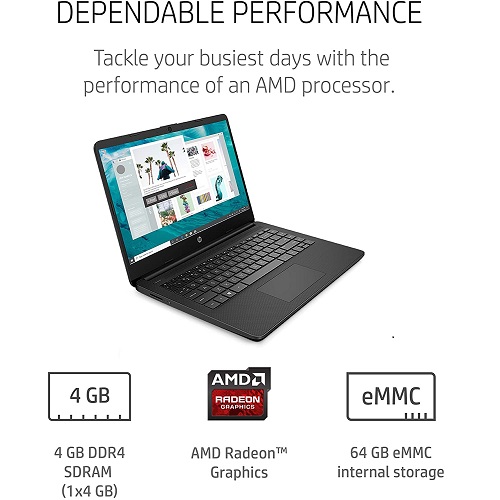 DEPENDABLE PERFORMANCE
Tackle your busiest days with the
performance of an AMD processor.
hp
4 GB
AMD
RADEON
GRAPHICS
eMMC
4 GB DDR4
SDRAM
(1x4 GB)
AMD Radeon™
Graphics
64 GB eMMC
internal storage